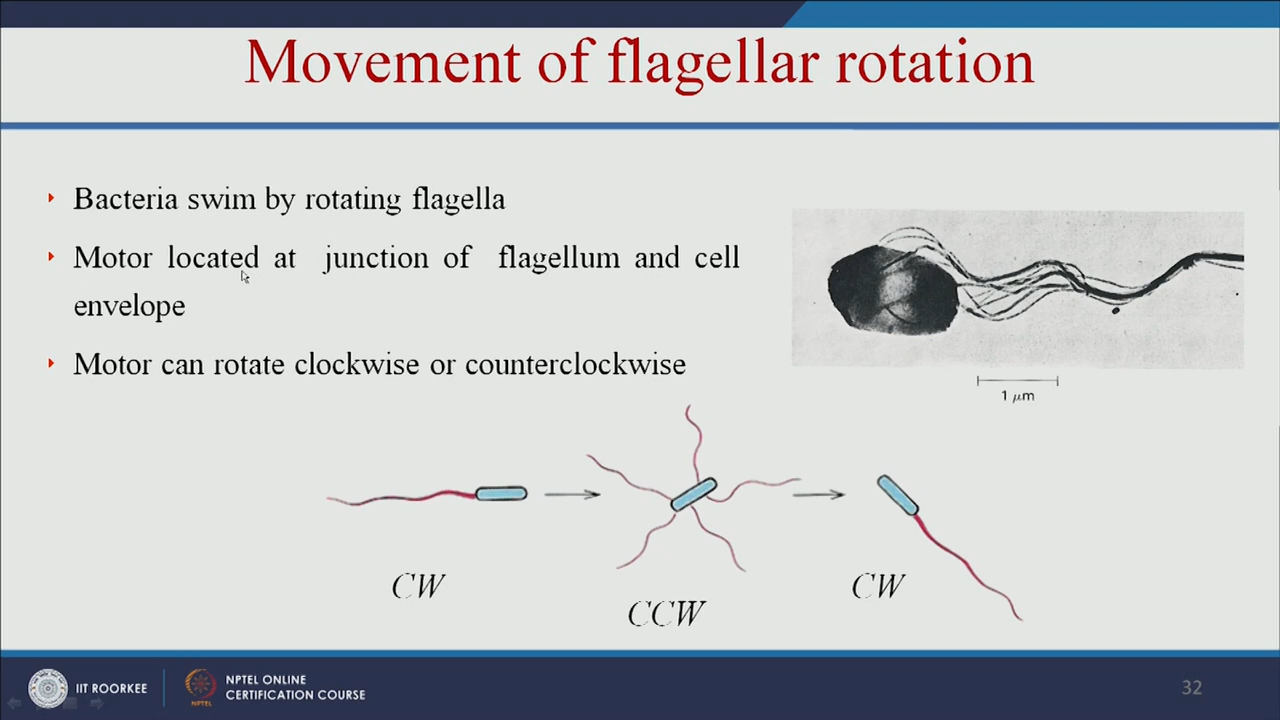 Movement of flagellar rotation
Bacteria swim by rotating flagella
Motor located at junction of flagellum and cell
envelope
Motor can rotate clockwise or counterclockwise
1 μm
CW
CCW
CW
IIT ROORKEE
NPTEL
NPTEL ONLINE
CERTIFICATION COURSE
32